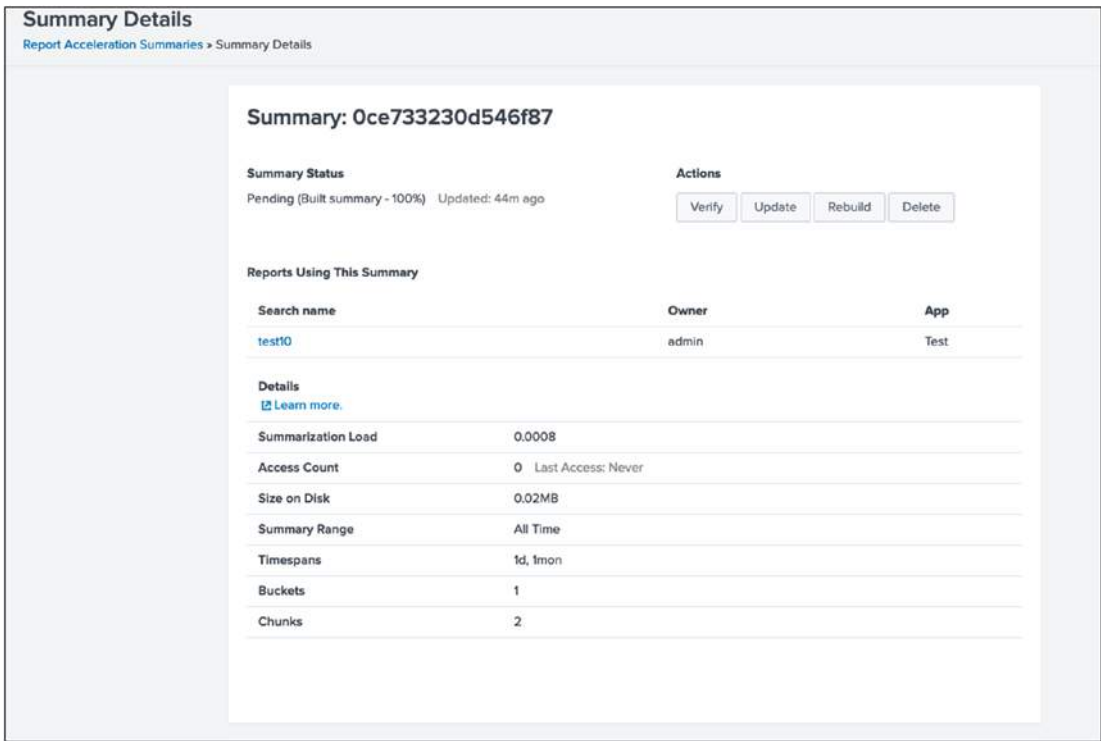 Summary Details
Report Acceleration Summaries » Summary Details
Summary: 0ce733230d546f87
Summary Status
Actions
Pending (Built summary - 100%) Updated: 44m ago
Verify Update Rebuild Delete
Reports Using This Summary
Search name Owner App
test10 admin Test
Details
Learn more.
Summarization Load 0.0008
Access Count 0 Last Access: Never
Size on Disk 0.02MB
Summary Range All Time
Timespans 1d, 1mon
Buckets 1
Chunks 2